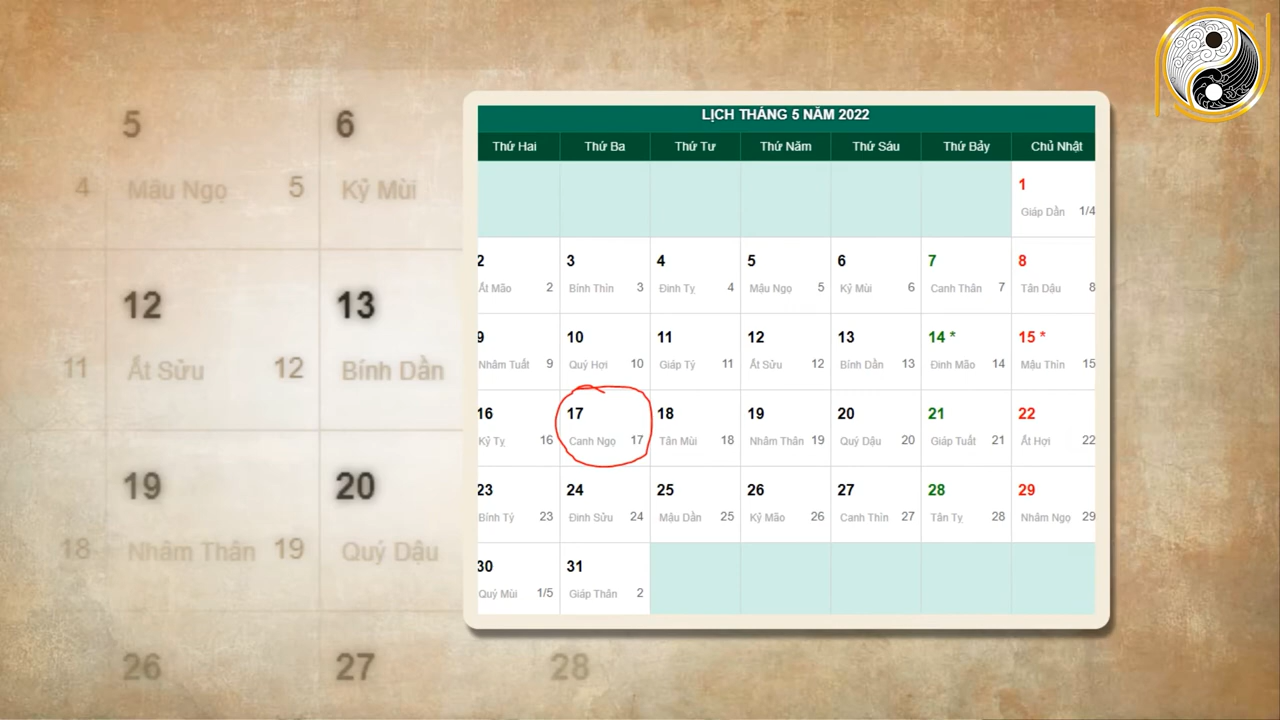 LỊCH THÁNG 5 NĂM 2022
Thứ Hai Thứ Ba Thứ Tư Thứ Năm Thứ Sáu Thứ Bảy Chủ Nhật
1
Giáp Dần 1/4
2 3 4 5 6 7 8
Ất Mão 2 Bính Thìn 3 Đinh Tỵ 4 Mậu Ngọ 5 Kỷ Mùi 6 Canh Thân 7 Tân Dậu 8
9 10 11 12 13 14 * 15 *
Nhâm Tuất 9 Quý Hợi 10 Giáp Tý 11 Ất Sửu 12 Bính Dần 13 Đinh Mão 14 Mậu Thìn 15
16 17 18 19 20 21 22
Kỷ Tỵ 16 Canh Ngọ 17 Tân Mùi 18 Nhâm Thân 19 Quý Dậu 20 Giáp Tuất 21 Ất Hợi 22
23 24 25 26 27 28 29
Bính Tý 23 Đinh Sửu 24 Mậu Dần 25 Kỷ Mão 26 Canh Thìn 27 Tân Tỵ 28 Nhâm Ngọ 29
30 31
Quý Mùi 1/5 Giáp Thân 2
5 6
4 Mậu Ngọ 5 Kỷ Mùi
12 13
11 Ất Sửu 12 Bính Dần
19 20
18 Nhâm Thân 19 Quý Dậu
26 27 28